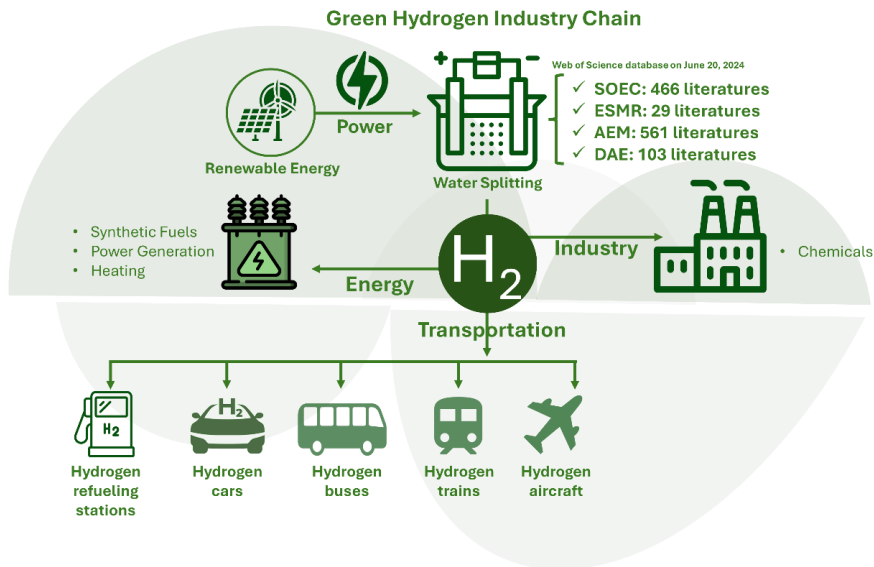 Green Hydrogen Industry Chain
Web of Science database on June 20, 2024
+ −
✓ SOEC: 466 literatures
✓ ESMR: 29 literatures
✓ AEM: 561 literatures
✓ DAE: 103 literatures
Power
Renewable Energy
Water Splitting
• Synthetic Fuels
• Power Generation
• Heating
H2
Industry
• Chemicals
Energy
Transportation
H2
H2
Hydrogen
refueling
stations
Hydrogen
cars
Hydrogen
buses
Hydrogen
trains
Hydrogen
aircraft